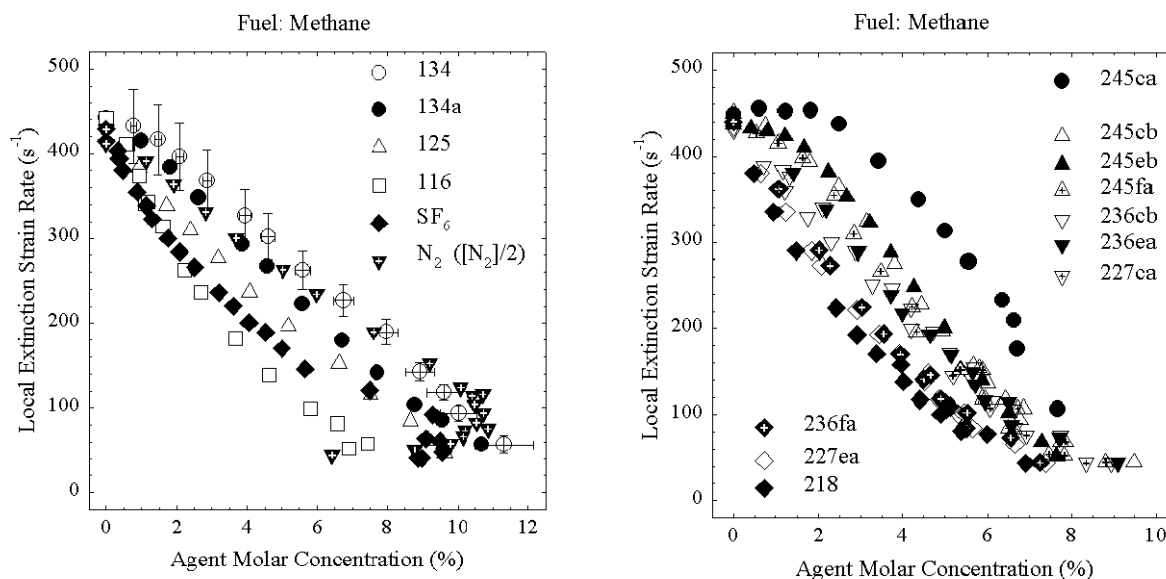 Fuel: Methane
Local Extinction Strain Rate (s⁻¹)
500
400
300
200
100
0
134
134a
125
116
SF₆
N₂ ([N₂]/2)
0 2 4 6 8 10 12
Agent Molar Concentration (%)
Fuel: Methane
Local Extinction Strain Rate (s⁻¹)
500
400
300
200
100
0
245ca
245cb
245eb
245fa
236cb
236ea
227ca
236fa
227ea
218
0 2 4 6 8 10
Agent Molar Concentration (%)